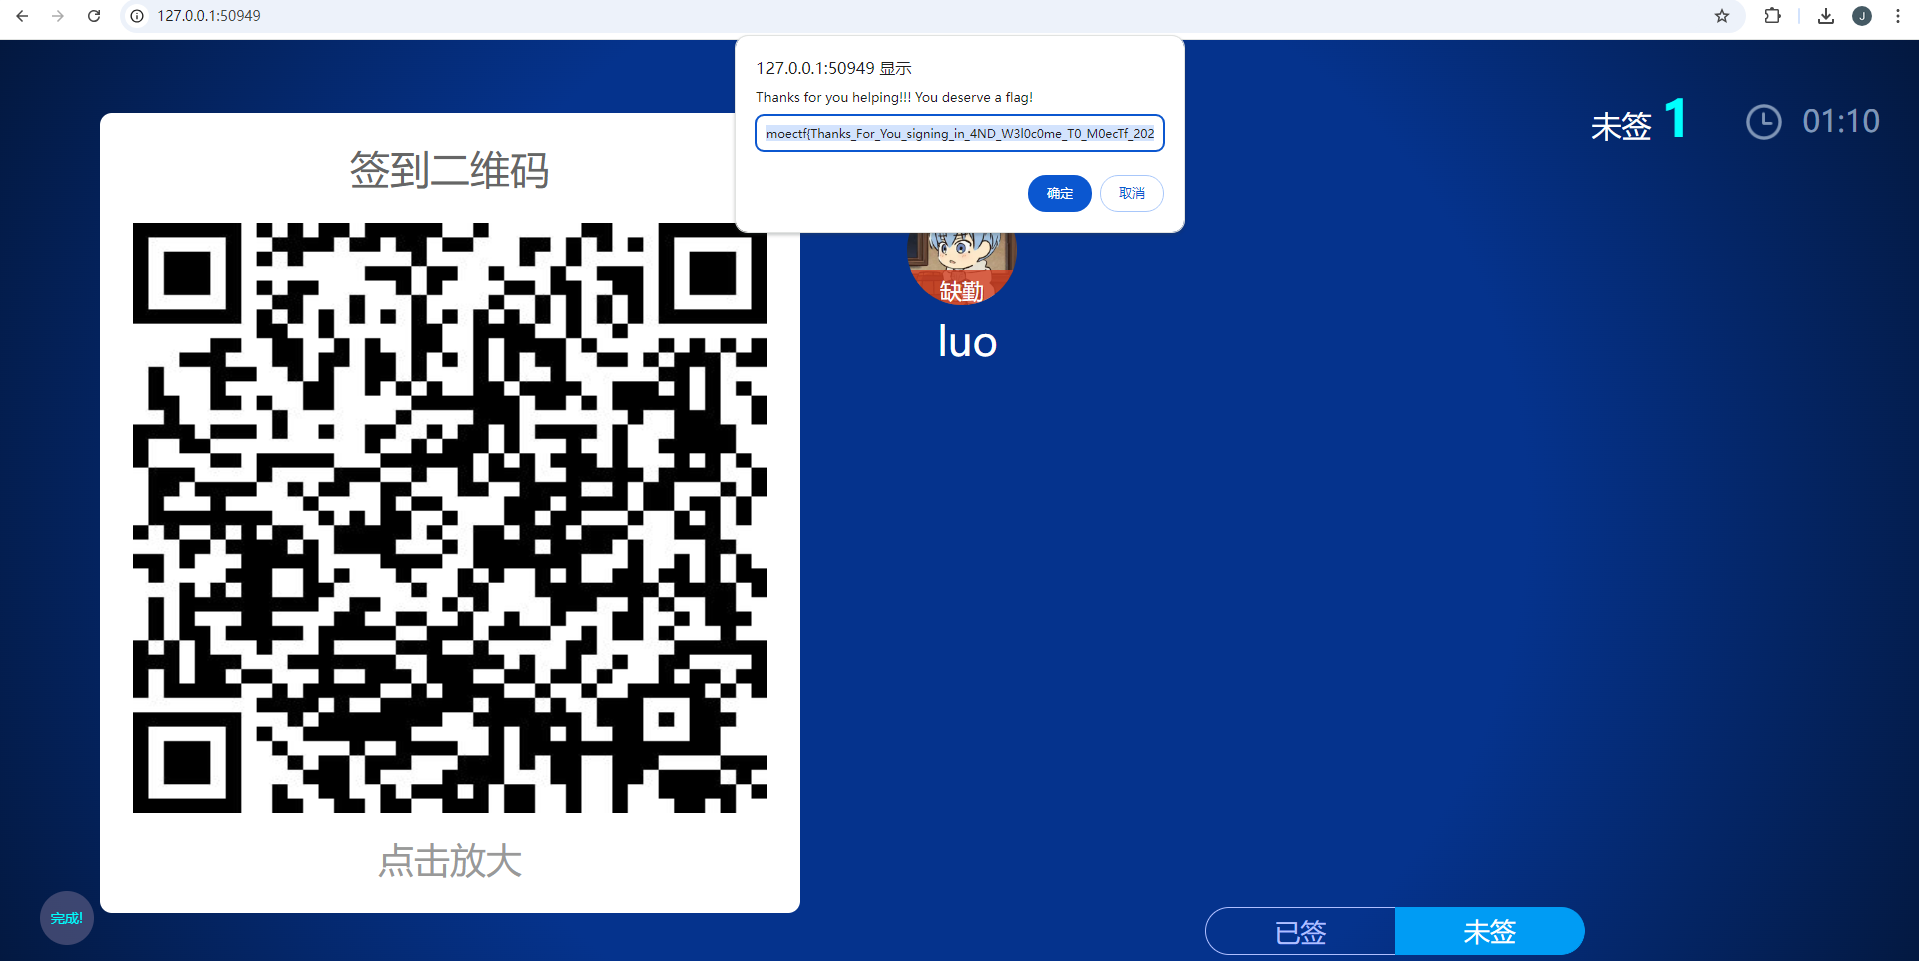 127.0.0.1:50949
J
127.0.0.1:50949 显示
Thanks for you helping!!! You deserve a flag!
moectf{Thanks_For_You_signing_in_4ND_W3l0c0me_T0_M0ecTf_202
确定
取消
未签 1
01:10
签到二维码
缺勤
luo
点击放大
完成!
已签
未签